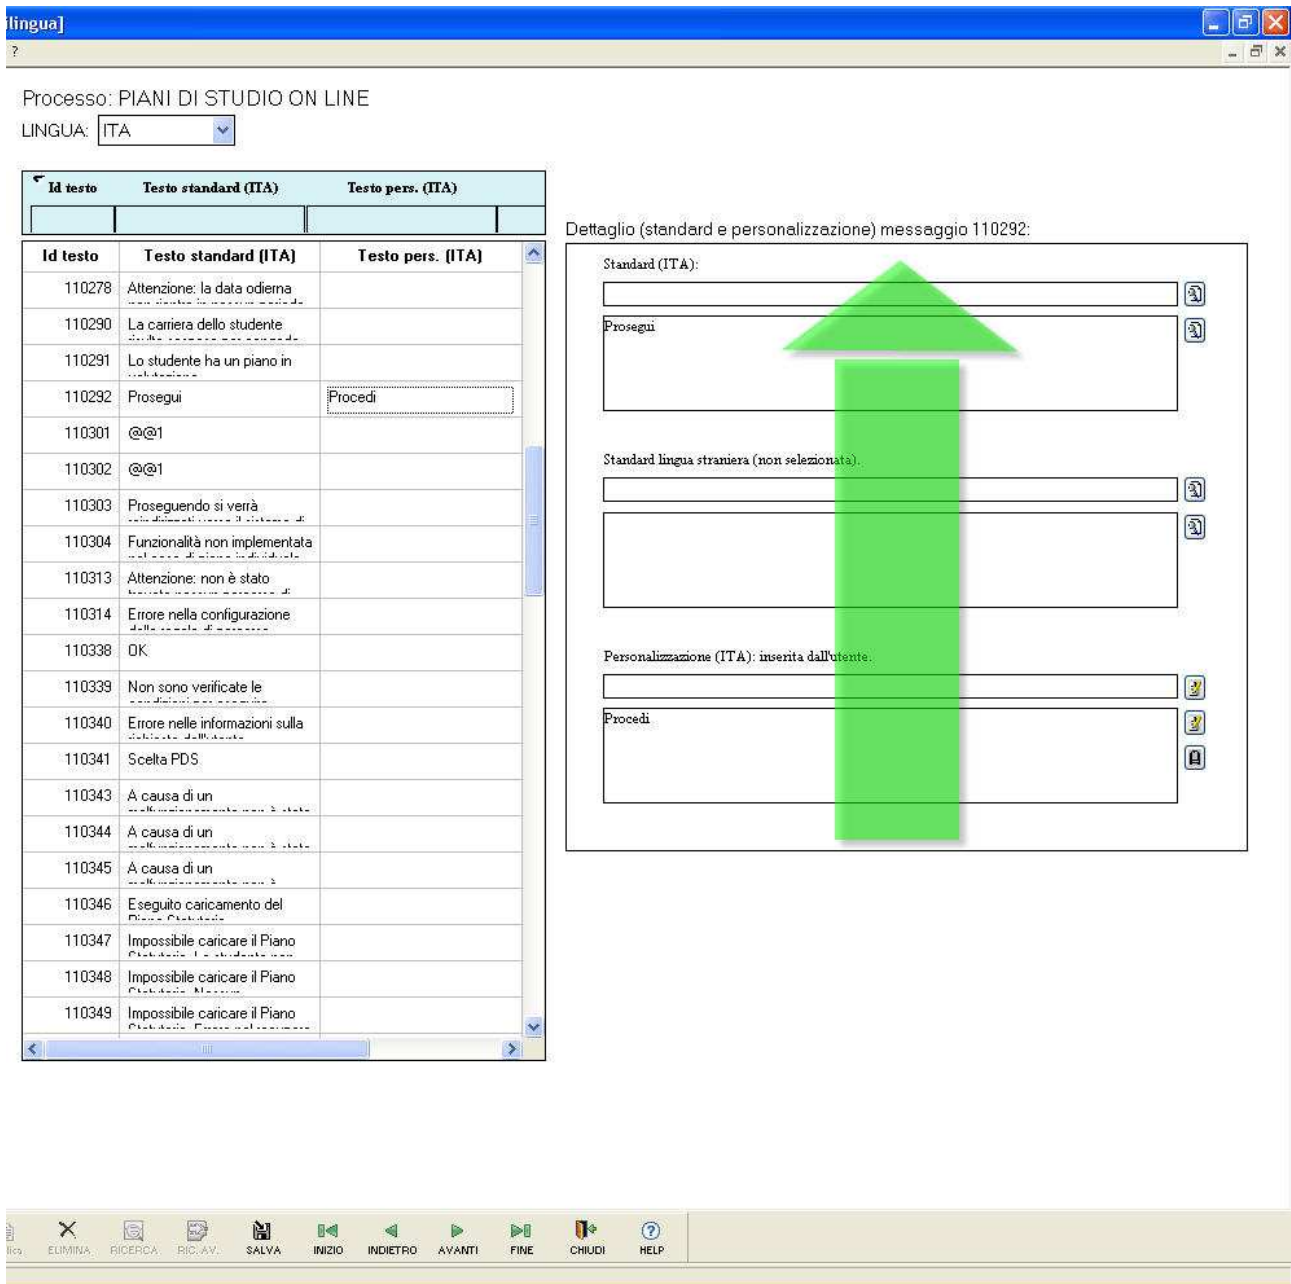 ilingua]
?
Processo: PIANI DI STUDIO ON LINE
LINGUA: ITA
Id testo Testo standard (ITA) Testo pers. (ITA)
Id testo Testo standard (ITA) Testo pers. (ITA)
110278 Attenzione: la data odierna
110290 La carriera dello studente
110291 Lo studente ha un piano in
110292 Prosegui Procedi
110301 @@1
110302 @@1
110303 Proseguendo si verrà
110304 Funzionalità non implementata
110313 Attenzione: non è stato
110314 Errore nella configurazione
110338 OK
110339 Non sono verificate le
110340 Errore nelle informazioni sulla
110341 Scelta PDS
110343 A causa di un
110344 A causa di un
110345 A causa di un
110346 Eseguito caricamento del
110347 Impossibile caricare il Piano
110348 Impossibile caricare il Piano
110349 Impossibile caricare il Piano
Dettaglio (standard e personalizzazione) messaggio 110292:
Standard (ITA):
Prosegui
Standard lingua straniera (non selezionata).
Personalizzazione (ITA): inserita dall'utente.
Procedi
ELIMINA RICERCA RIC. AV. SALVA INIZIO INDIETRO AVANTI FINE CHIUDI HELP